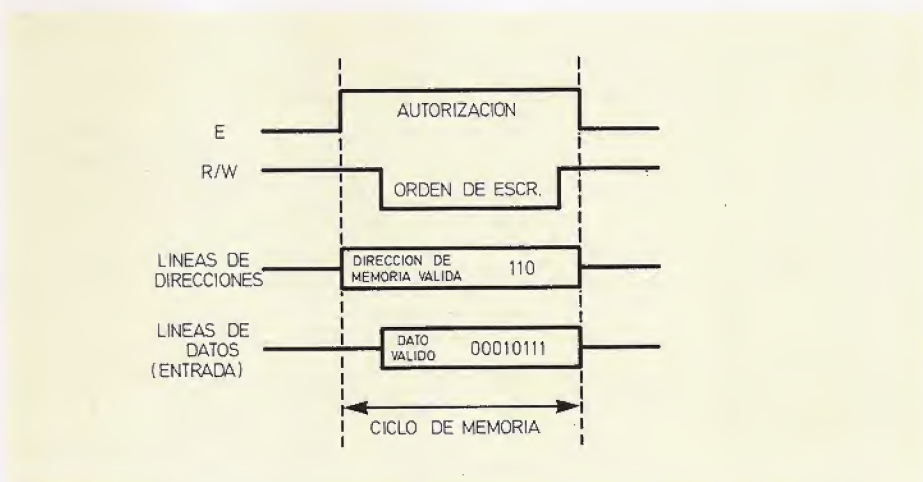 AUTORIZACION
E
R/W
ORDEN DE ESCR.
LINEAS DE
DIRECCIONES
DIRECCION DE
MEMORIA VALIDA
110
LINEAS DE
DATOS
(ENTRADA)
DATO
VALIDO
00010111
CICLO DE MEMORIA